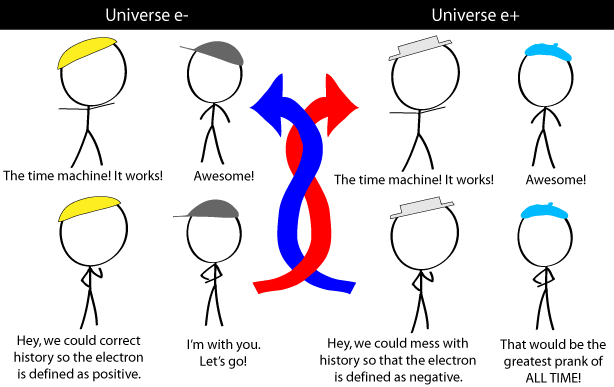 Universe e-
Universe e+
The time machine! It works!
Awesome!
The time machine! It works!
Awesome!
Hey, we could correct
history so the electron
is defined as positive.
I'm with you.
Let's go!
Hey, we could mess with
history so that the electron
is defined as negative.
That would be the
greatest prank of
ALL TIME!